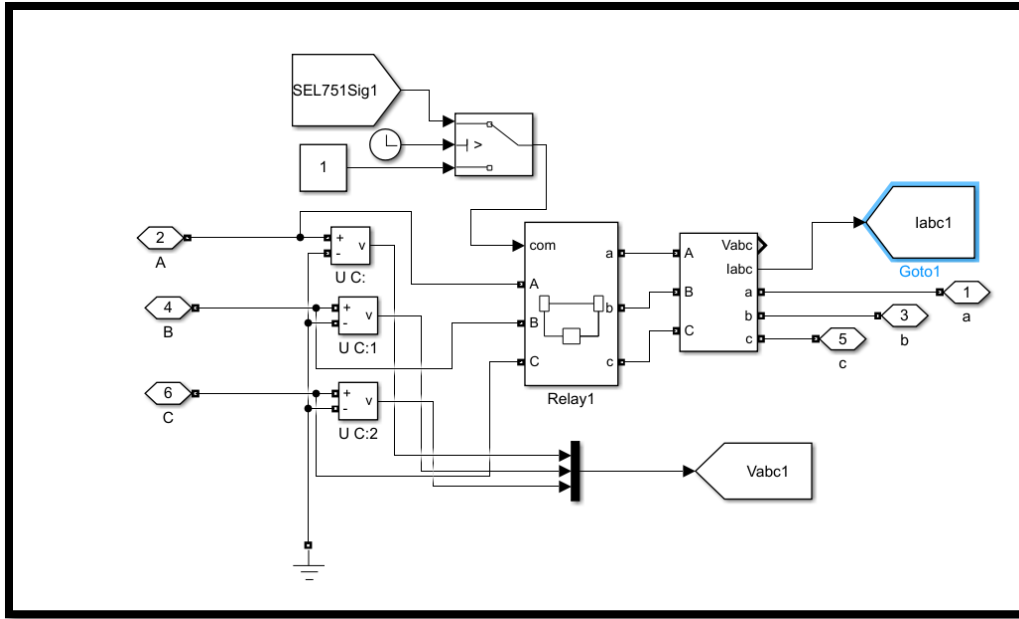 SEL751Sig1
>
1
2
A
+
-
v
U C:
4
B
+
-
v
U C:1
6
C
+
-
v
U C:2
com
A
B
C
a
b
c
Relay1
A
B
C
Vabc
Iabc
a
b
c
Iabc1
Goto1
1
a
3
b
5
c
Vabc1